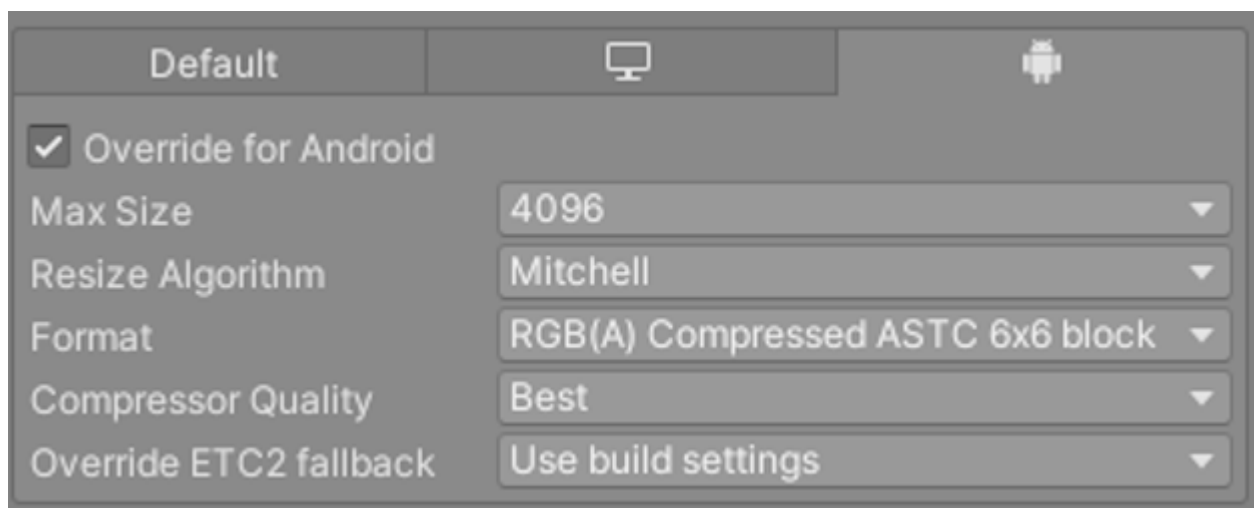 Default
Override for Android
Max Size 4096
Resize Algorithm Mitchell
Format RGB(A) Compressed ASTC 6x6 block
Compressor Quality Best
Override ETC2 fallback Use build settings